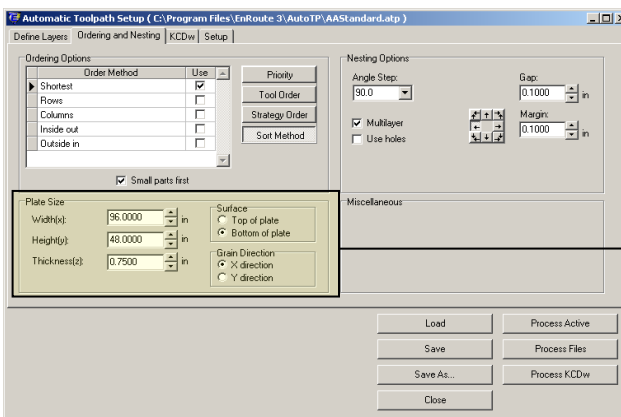 Automatic Toolpath Setup ( C:\Program Files\EnRoute 3\AutoTP\AAStandard.atp )
Define Layers Ordering and Nesting KCDw Setup
Ordering Options
Order Method Use
Shortest
Rows
Columns
Inside out
Outside in
Small parts first
Priority
Tool Order
Strategy Order
Sort Method
Nesting Options
Angle Step:
90.0
Multilayer
Use holes
Gap:
0.1000 in
Margin:
0.1000 in
Plate Size
Width(x): 96.0000 in
Height(y): 48.0000 in
Thickness(z): 0.7500 in
Surface
Top of plate
Bottom of plate
Grain Direction
X direction
Y direction
Miscellaneous
Load Process Active
Save Process Files
Save As... Process KCDw
Close